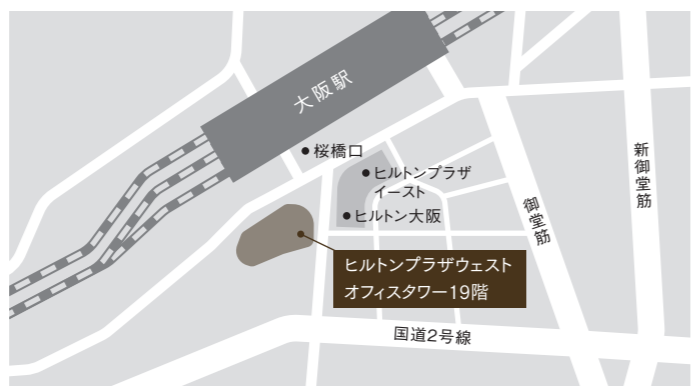 大阪駅
桜橋口
ヒルトンプラザ
イースト
ヒルトン大阪
新御堂筋
御堂筋
ヒルトンプラザウェスト
オフィスタワー19階
国道2号線